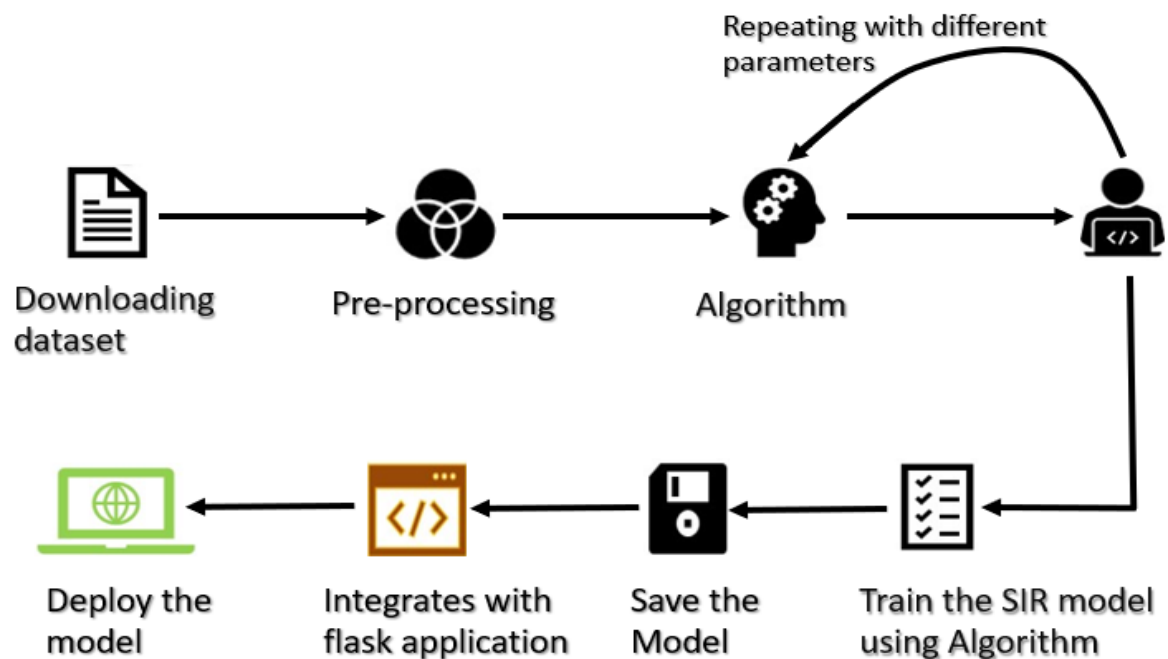 Repeating with different
parameters
Downloading
dataset
Pre-processing
Algorithm
</>
</>
Deploy the
model
Integrates with
flask application
Save the
Model
Train the SIR model
using Algorithm